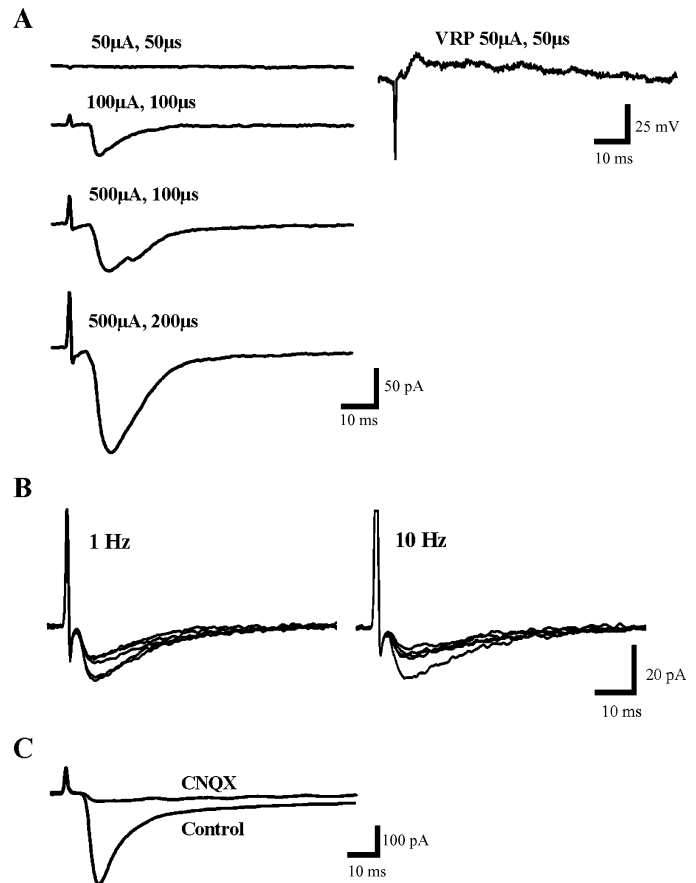 A
50µA, 50µs
VRP 50µA, 50µs
100µA, 100µs
25 mV
10 ms
500µA, 100µs
500µA, 200µs
50 pA
10 ms
B
1 Hz
10 Hz
20 pA
10 ms
C
CNQX
Control
100 pA
10 ms